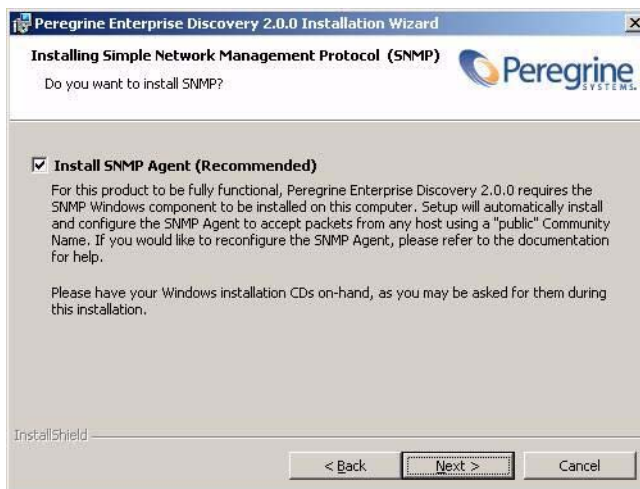 Peregrine Enterprise Discovery 2.0.0 Installation Wizard
Installing Simple Network Management Protocol (SNMP)
Do you want to install SNMP?
Peregrine
SYSTEMS
Install SNMP Agent (Recommended)
For this product to be fully functional, Peregrine Enterprise Discovery 2.0.0 requires the
SNMP Windows component to be installed on this computer. Setup will automatically install
and configure the SNMP Agent to accept packets from any host using a "public" Community
Name. If you would like to reconfigure the SNMP Agent, please refer to the documentation
for help.
Please have your Windows installation CDs on-hand, as you may be asked for them during
this installation.
InstallShield
< Back
Next >
Cancel